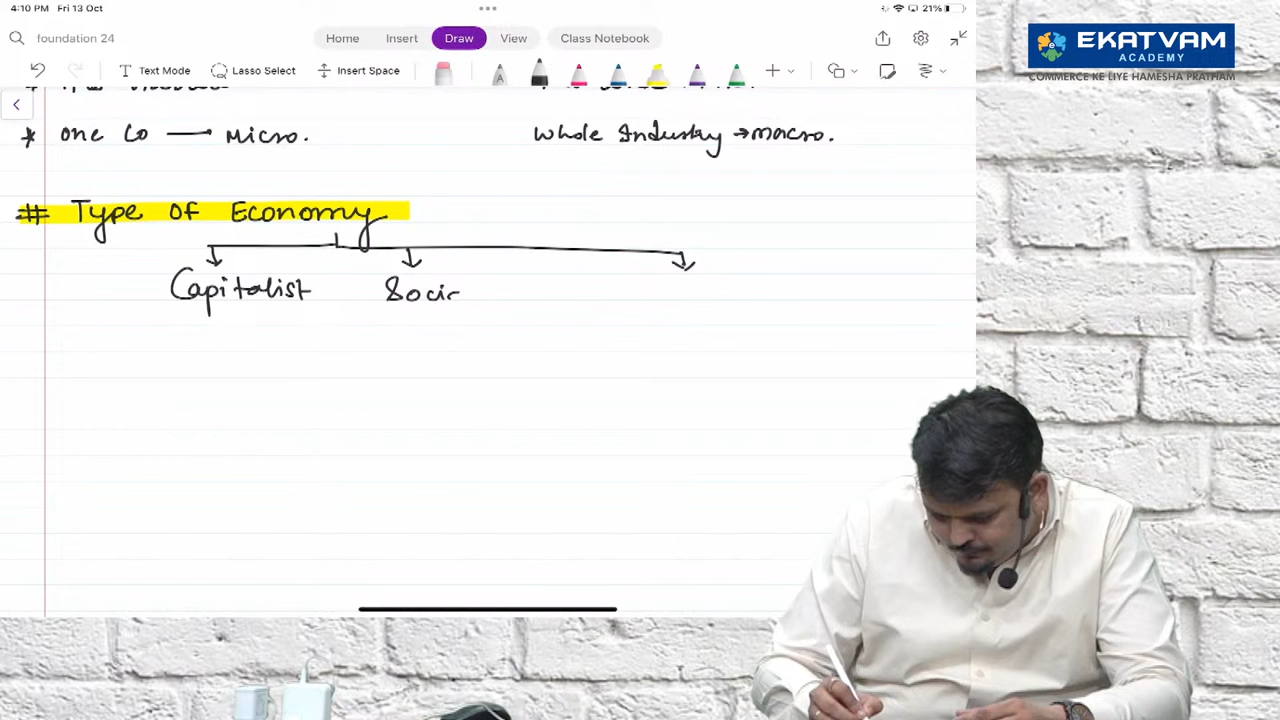 4:10 PM Fri 13 Oct
21%
foundation 24
Home Insert Draw View Class Notebook
Text Mode Lasso Select Insert Space
* One Co → Micro.
Whole Industry → macro.
# Type of Economy
Capitalist Soci
EKATVAM
ACADEMY
COMMERCE KE LIYE HAMESHA PRATHAM